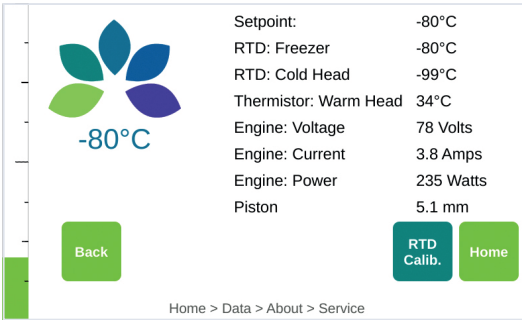 Setpoint: -80°C
RTD: Freezer -80°C
RTD: Cold Head -99°C
Thermistor: Warm Head 34°C
Engine: Voltage 78 Volts
Engine: Current 3.8 Amps
Engine: Power 235 Watts
Piston 5.1 mm
-80°C
Back
RTD
Calib.
Home
Home > Data > About > Service